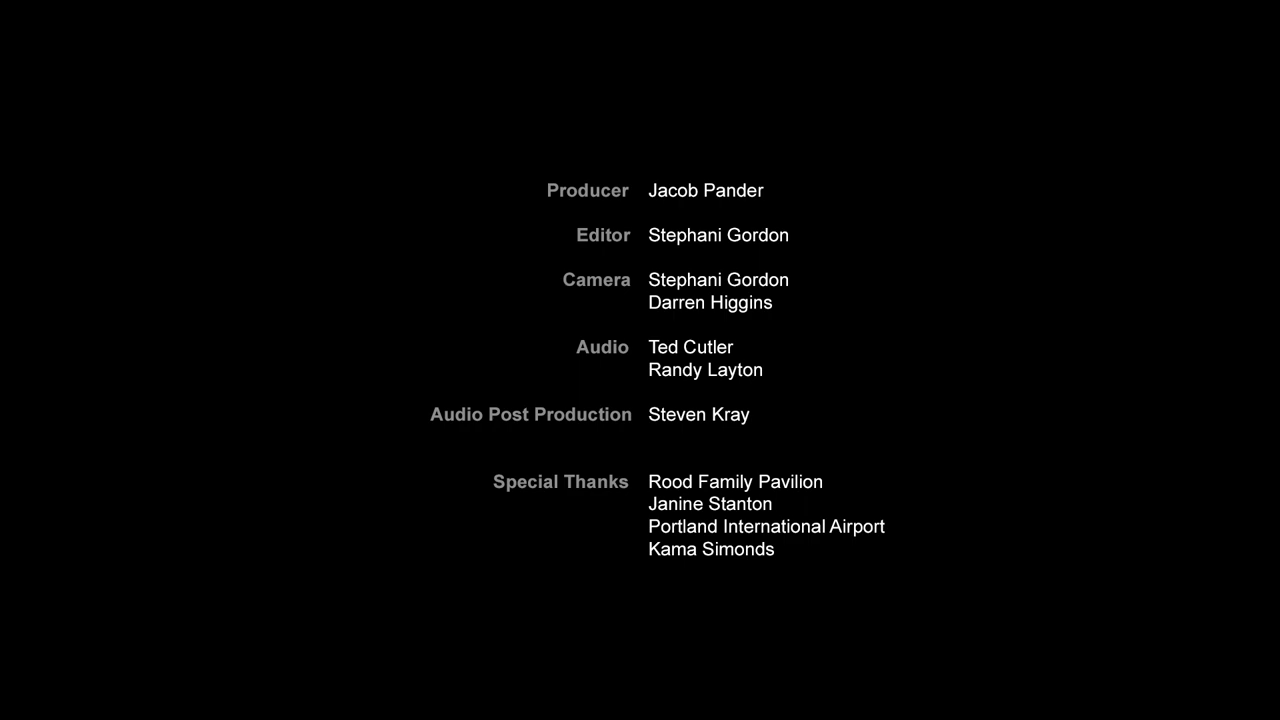 Producer Jacob Pander
Editor Stephani Gordon
Camera Stephani Gordon
Darren Higgins
Audio Ted Cutler
Randy Layton
Audio Post Production Steven Kray
Special Thanks Rood Family Pavilion
Janine Stanton
Portland International Airport
Kama Simonds